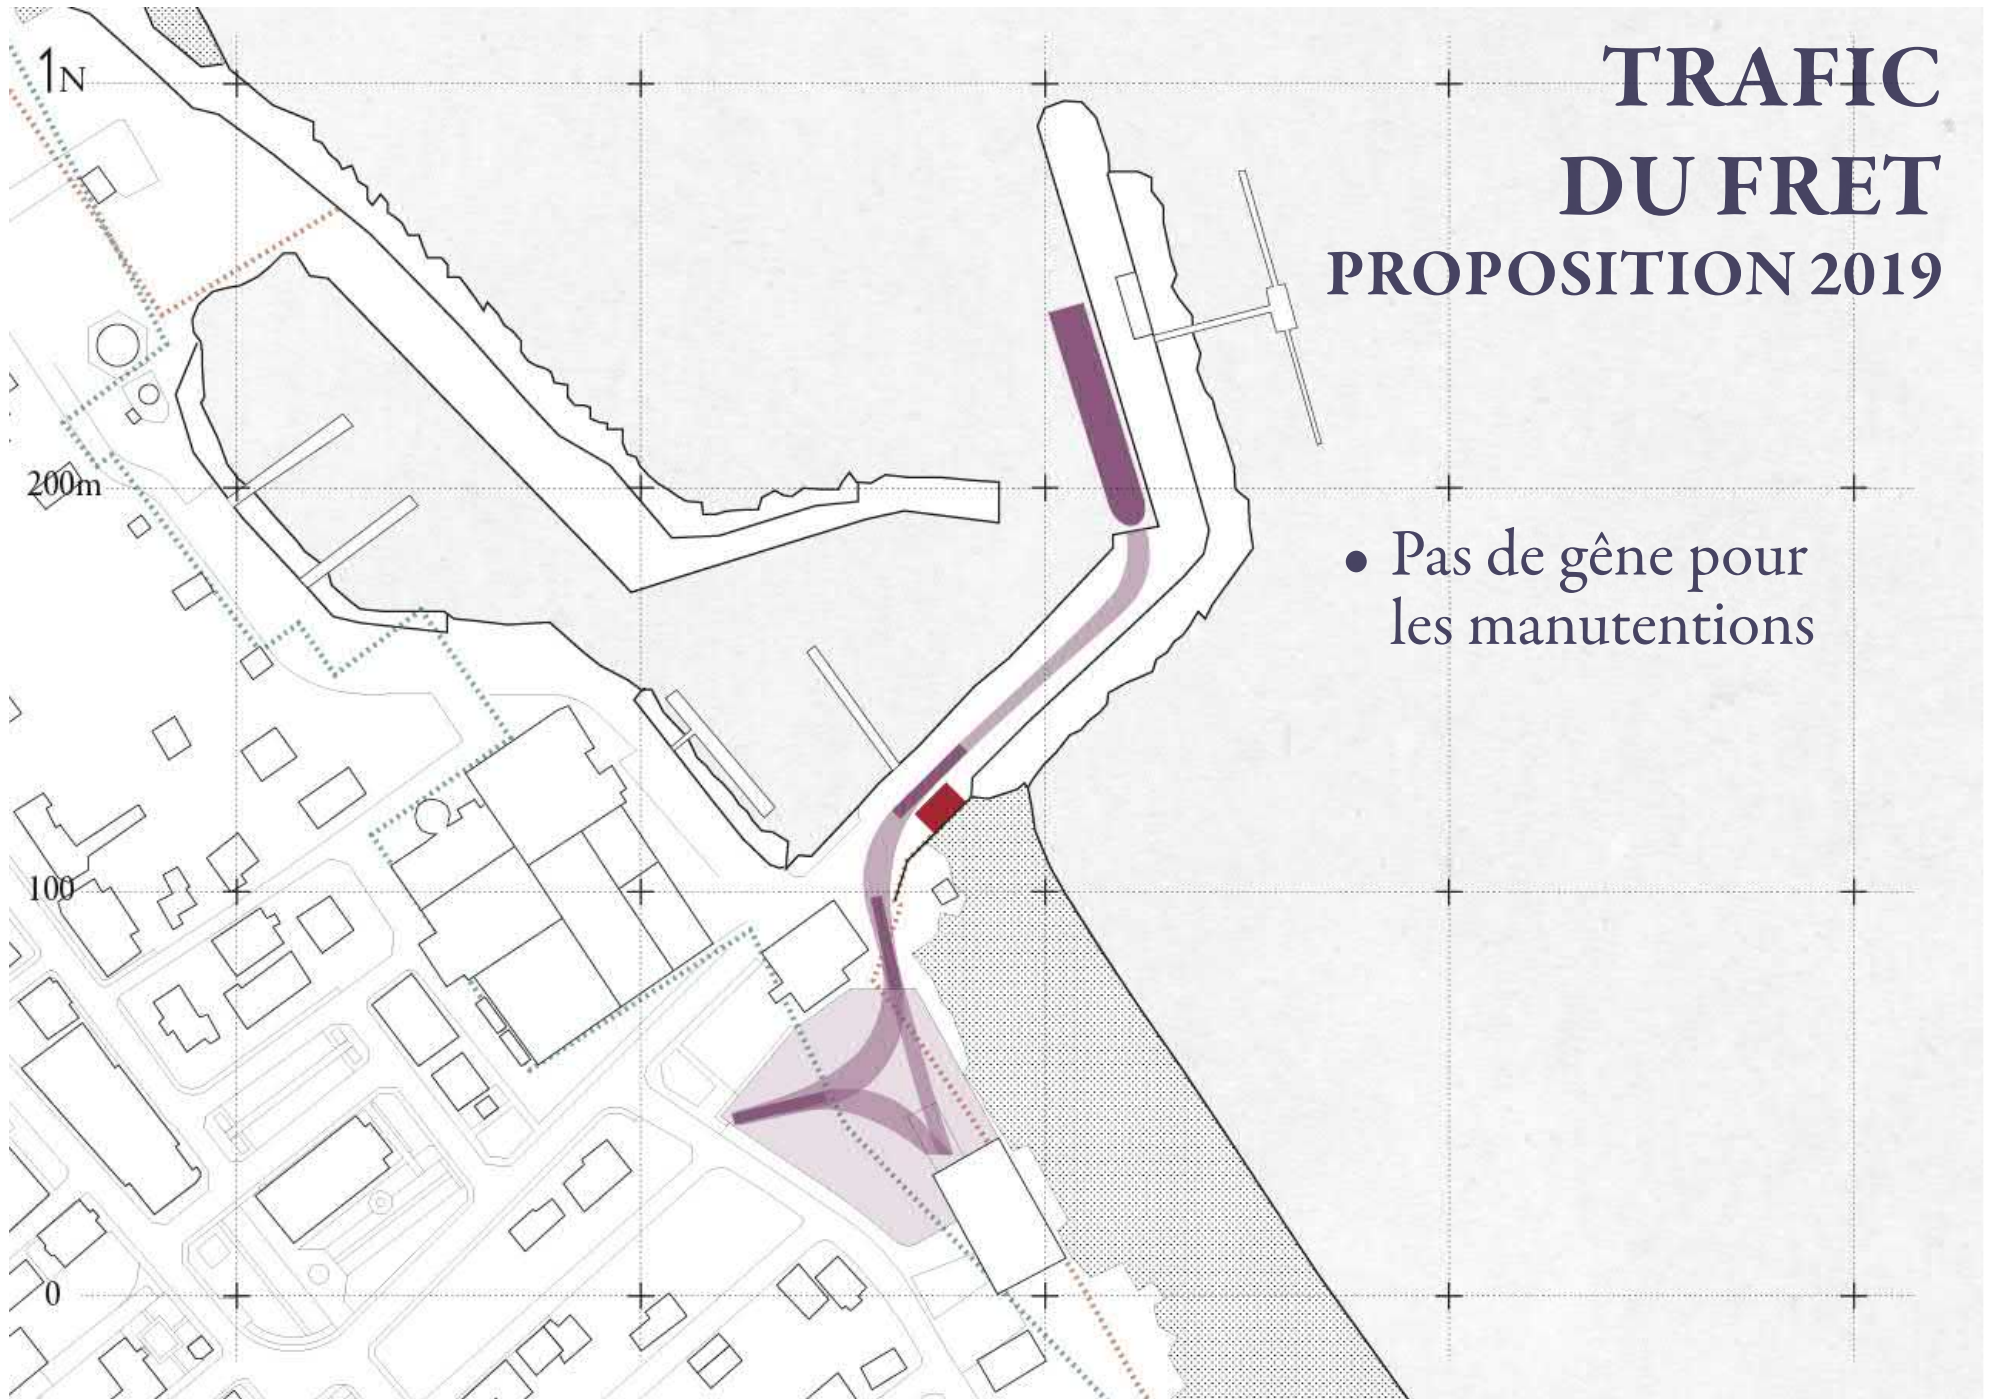 TRAFIC
DU FRET
PROPOSITION 2019
1N
200m
Pas de gêne pour
les manutentions
100
0